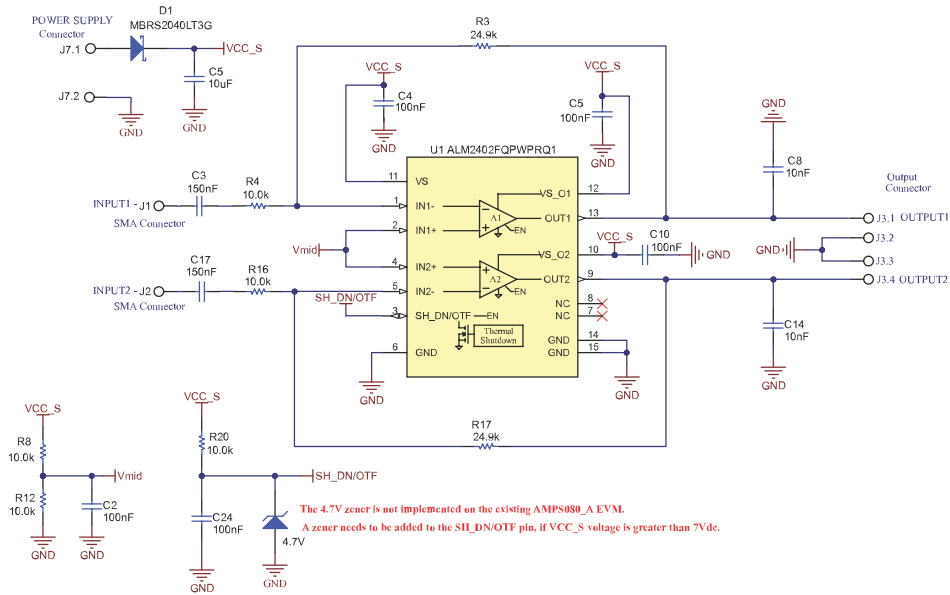 D1
MBRS2040LT3G
POWER SUPPLY
Connector
J7.1
VCC_S
C5
10uF
J7.2
GND
GND
R3
24.9k
VCC_S
C4
100nF
GND
VCC_S
C5
100nF
GND
GND
C8
10nF
U1 ALM2402FQPWPRQ1
11
VS
VS_O1
12
C3
150nF
R4
10.0k
INPUT1 - J1
SMA Connector
1
IN1-
A1
EN
OUT1
13
2
IN1+
Vmid
4
IN2+
VS_O2
10
VCC_S
C10
100nF
GND
C17
150nF
R16
10.0k
INPUT2 - J2
SMA Connector
5
IN2-
A2
EN
OUT2
9
SH_DN/OTF
3
SH_DN/OTF
EN
Thermal
Shutdown
NC
8
NC
7
6
GND
GND
14
GND
15
GND
GND
Output
Connector
J3.1 OUTPUT1
J3.2
GND
J3.3
J3.4 OUTPUT2
C14
10nF
GND
R17
24.9k
VCC_S
R8
10.0k
Vmid
R12
10.0k
C2
100nF
GND
GND
VCC_S
R20
10.0k
SH_DN/OTF
C24
100nF
4.7V
GND
GND
The 4.7V zener is not implemented on the existing AMPS080_A EVM.
A zener needs to be added to the SH_DN/OTF pin, if VCC_S voltage is greater than 7Vdc.